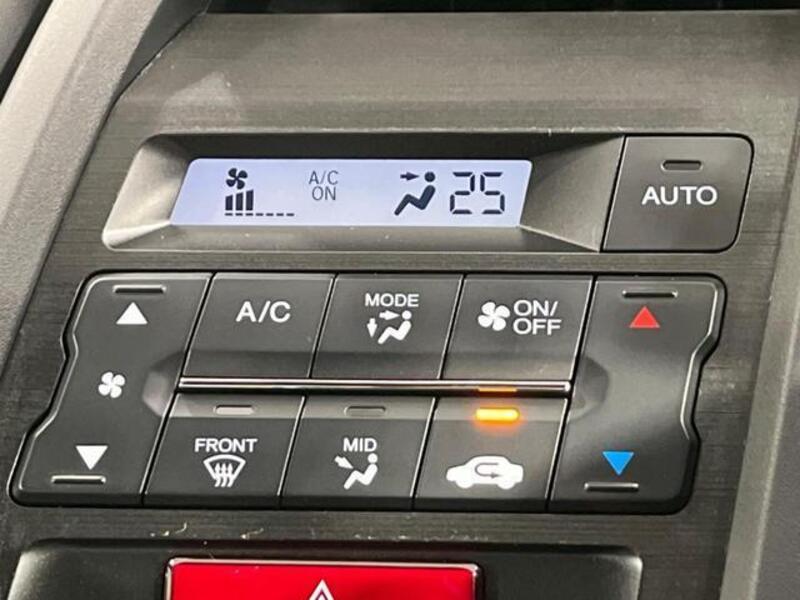 A/C
ON
25
AUTO
A/C
MODE
ON/
OFF
FRONT
MID